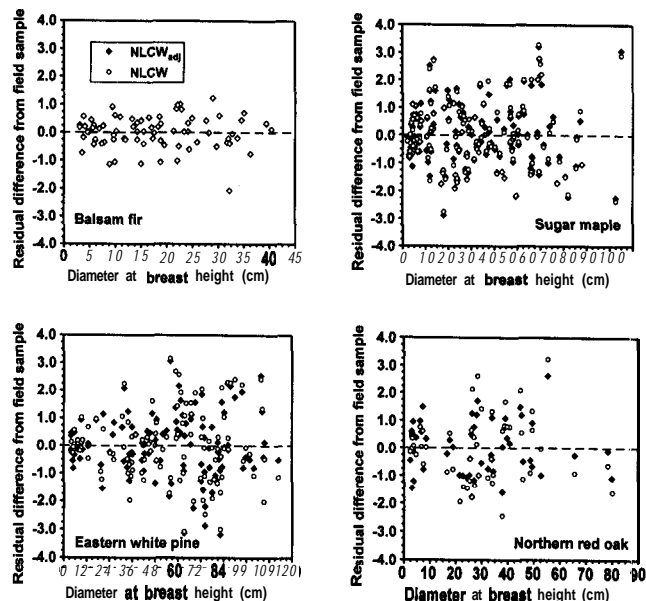 Residual difference from field sample
4.0
3.0
2.0
1.0
0.0
-1.0
-2.0
-3.0
-4.0
NLCWadj
NLCW
Balsam fir
0 5 10 15 20 25 30 35 40 45
Diameter at breast height (cm)
Residual difference from field sample
4.0
3.0
2.0
1.0
0.0
-1.0
-2.0
-3.0
-4.0
Sugar maple
Diameter at breast height (cm)
Residual difference from field sample
4.0
3.0
2.0
1.0
0.0
-1.0
-2.0
-3.0
-4.0
Eastern white pine
0 12 24 36 48 60 72 84
Diameter at breast height (cm)
Residual difference from field sample
4.0
3.0
2.0
1.0
0.0
-1.0
-2.0
-3.0
-4.0
Northern red oak
0 10 20 30 40 50 60 70 80 90
Diameter at breast height (cm)